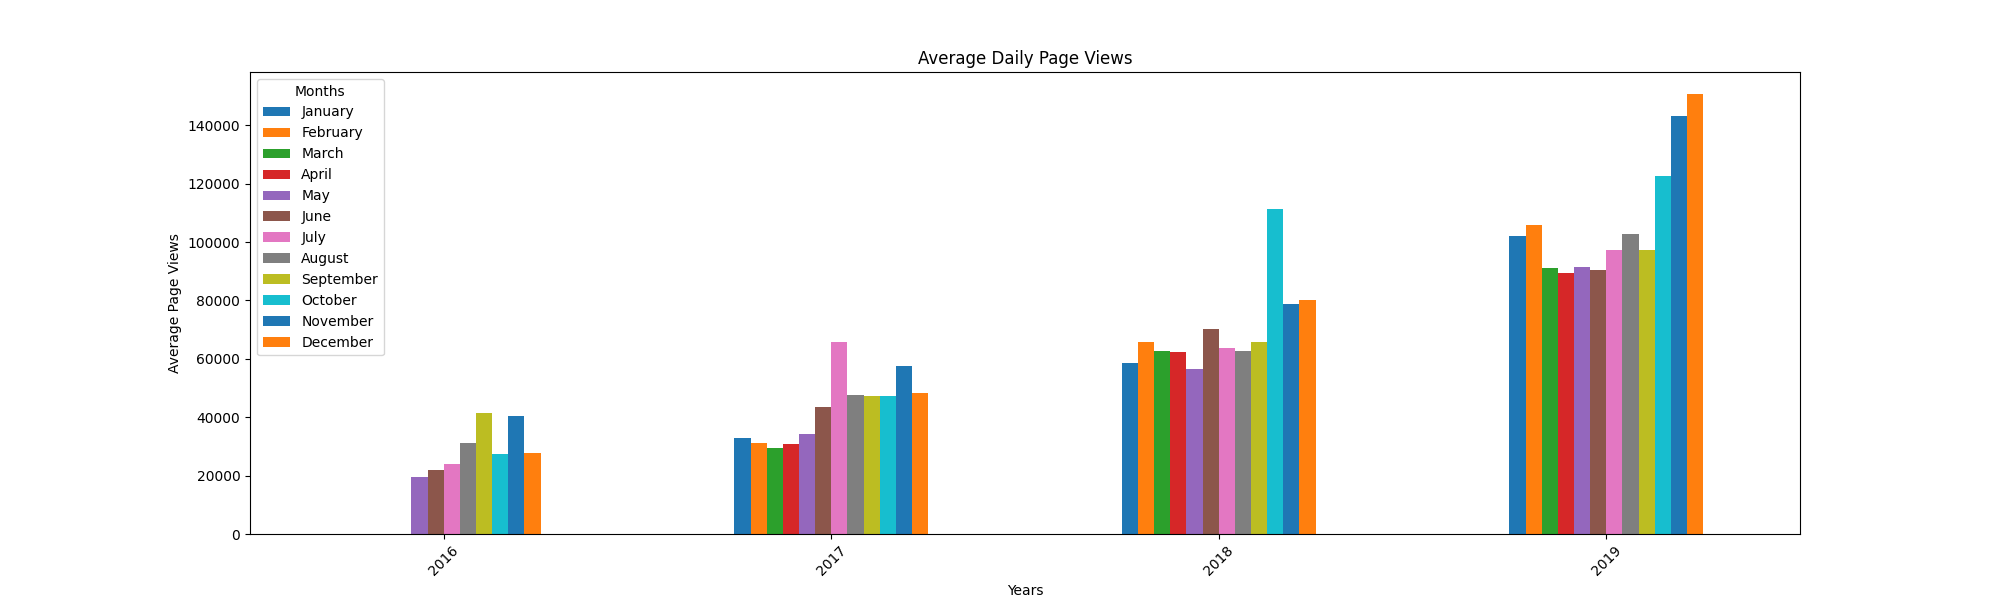 Average Daily Page Views
Months
January
February
March
April
May
June
July
August
September
October
November
December
Average Page Views
140000
120000
100000
80000
60000
40000
20000
0
2016
2017
2018
2019
Years